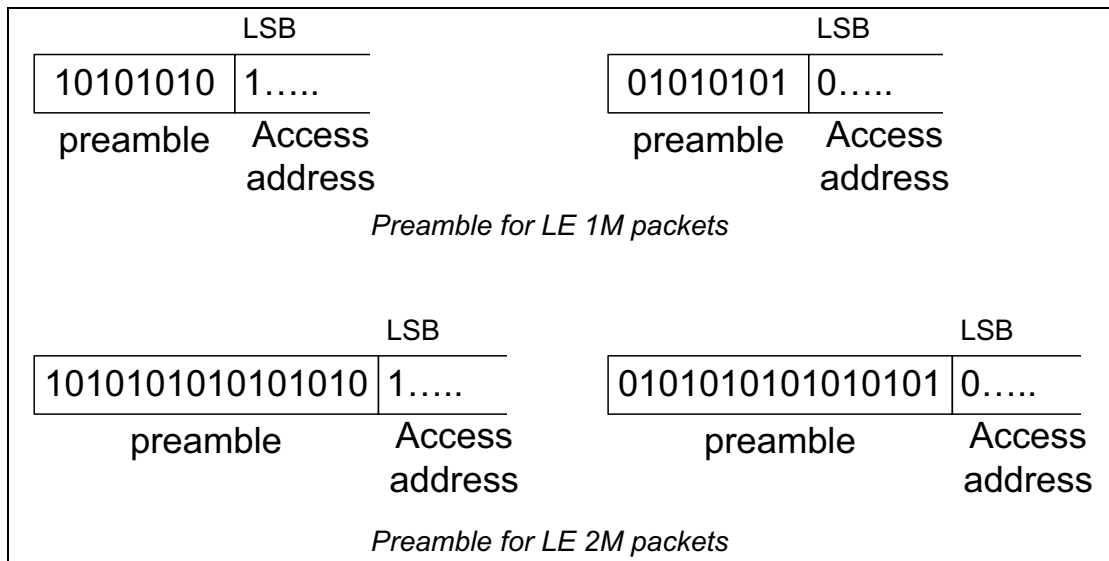 LSB LSB
10101010 1..... 01010101 0.....
preamble Access address preamble Access address
Preamble for LE 1M packets
LSB LSB
1010101010101010 1..... 0101010101010101 0.....
preamble Access address preamble Access address
Preamble for LE 2M packets